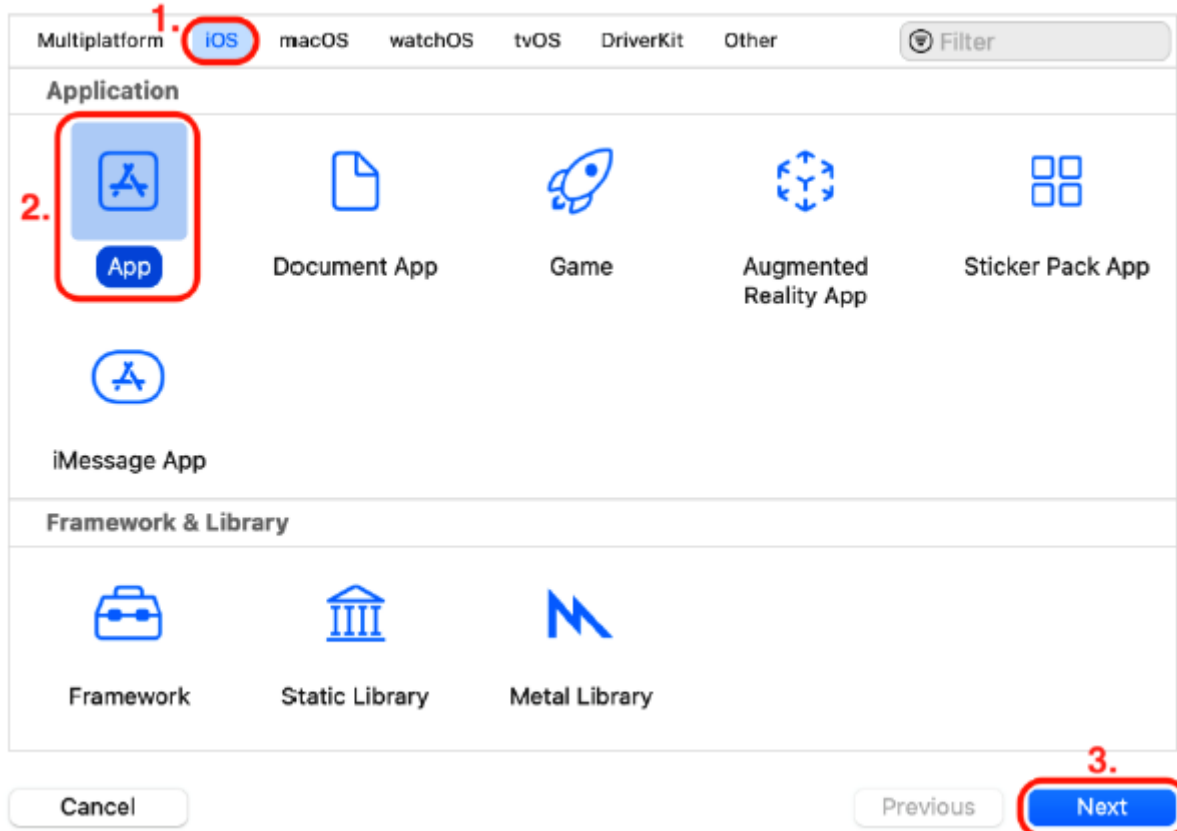 1.
Multiplatform iOS macOS watchOS tvOS DriverKit Other Filter
Application
2.
App Document App Game Augmented Reality App Sticker Pack App
iMessage App
Framework & Library
Framework Static Library Metal Library
3.
Cancel Previous Next